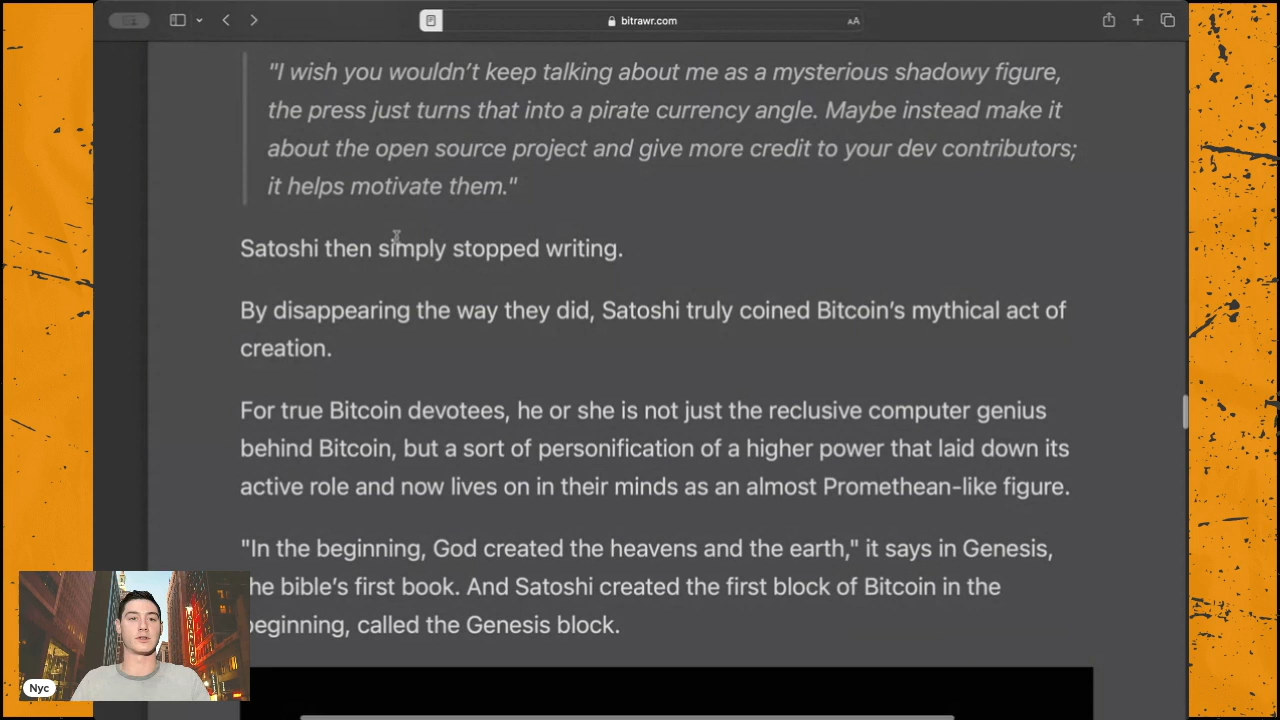 bitrawr.com
AA
"I wish you wouldn’t keep talking about me as a mysterious shadowy figure,
the press just turns that into a pirate currency angle. Maybe instead make it
about the open source project and give more credit to your dev contributors;
it helps motivate them."
Satoshi then simply stopped writing.
By disappearing the way they did, Satoshi truly coined Bitcoin’s mythical act of
creation.
For true Bitcoin devotees, he or she is not just the reclusive computer genius
behind Bitcoin, but a sort of personification of a higher power that laid down its
active role and now lives on in their minds as an almost Promethean-like figure.
"In the beginning, God created the heavens and the earth," it says in Genesis,
he bible’s first book. And Satoshi created the first block of Bitcoin in the
beginning, called the Genesis block.
Nyc